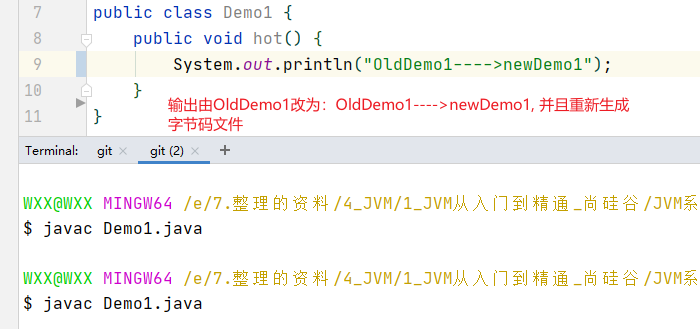 7 public class Demo1 {
8 public void hot() {
9 System.out.println("OldDemo1---->newDemo1");
10 }
11 }
输出由OldDemo1改为：OldDemo1---->newDemo1, 并且重新生成
字节码文件
Terminal: git × git (2) × +
WXX@WXX MINGW64 /e/7.整理的资料/4_JVM/1_JVM从入门到精通_尚硅谷/JVM系
$ javac Demo1.java
WXX@WXX MINGW64 /e/7.整理的资料/4_JVM/1_JVM从入门到精通_尚硅谷/JVM系
$ javac Demo1.java